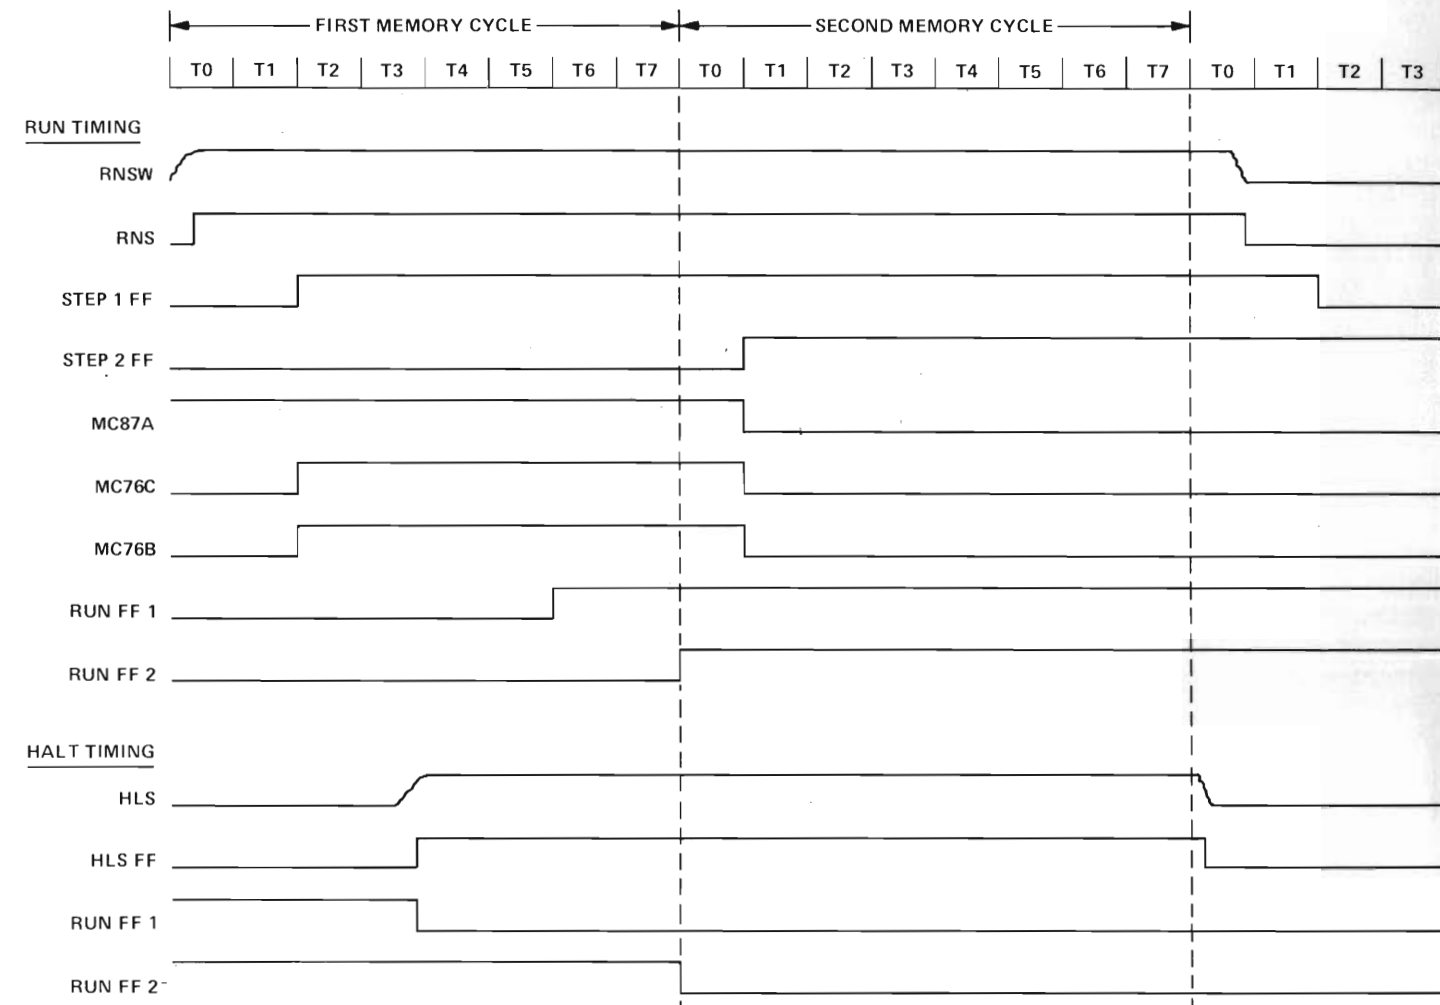 FIRST MEMORY CYCLE SECOND MEMORY CYCLE
T0 T1 T2 T3 T4 T5 T6 T7 T0 T1 T2 T3 T4 T5 T6 T7 T0 T1 T2 T3
RUN TIMING
RNSW
RNS
STEP 1 FF
STEP 2 FF
MC87A
MC76C
MC76B
RUN FF 1
RUN FF 2
HALT TIMING
HLS
HLS FF
RUN FF 1
RUN FF 2